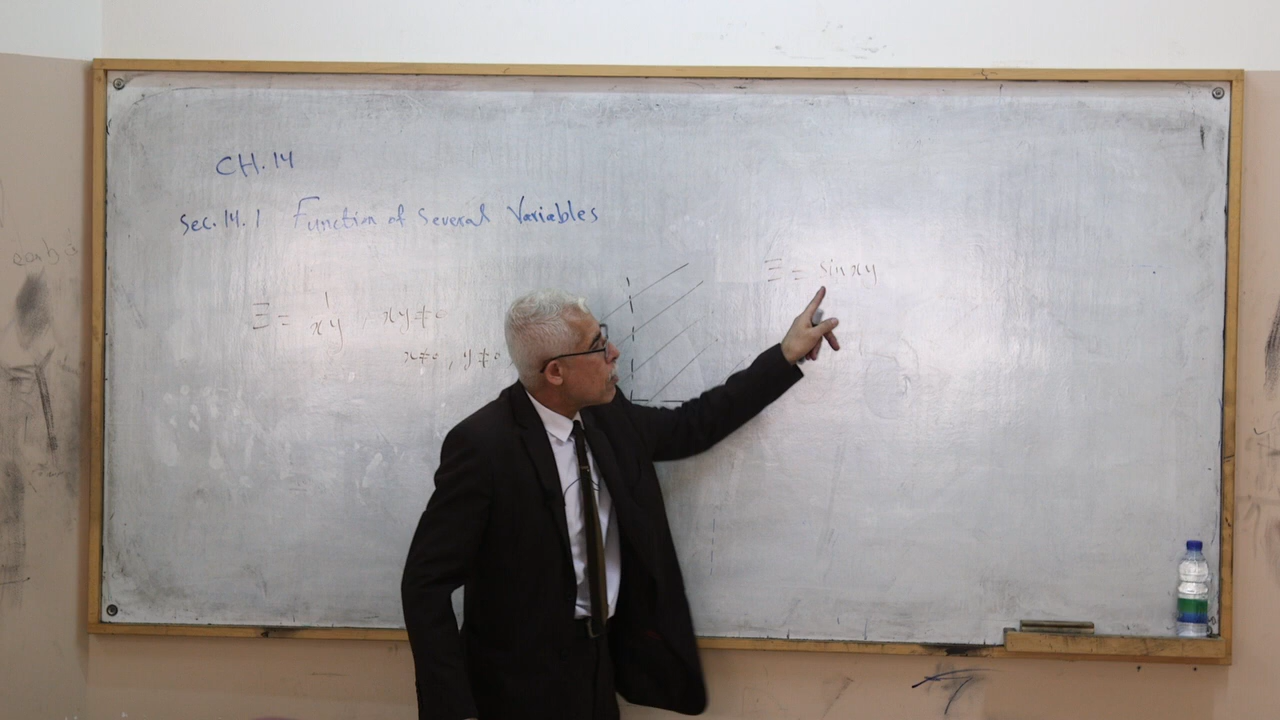 CH.14
Sec. 14.1 Function of Several Variables
Z = 1/xy , xy ≠ 0
x ≠ 0 , y ≠ 0
Z = sin xy